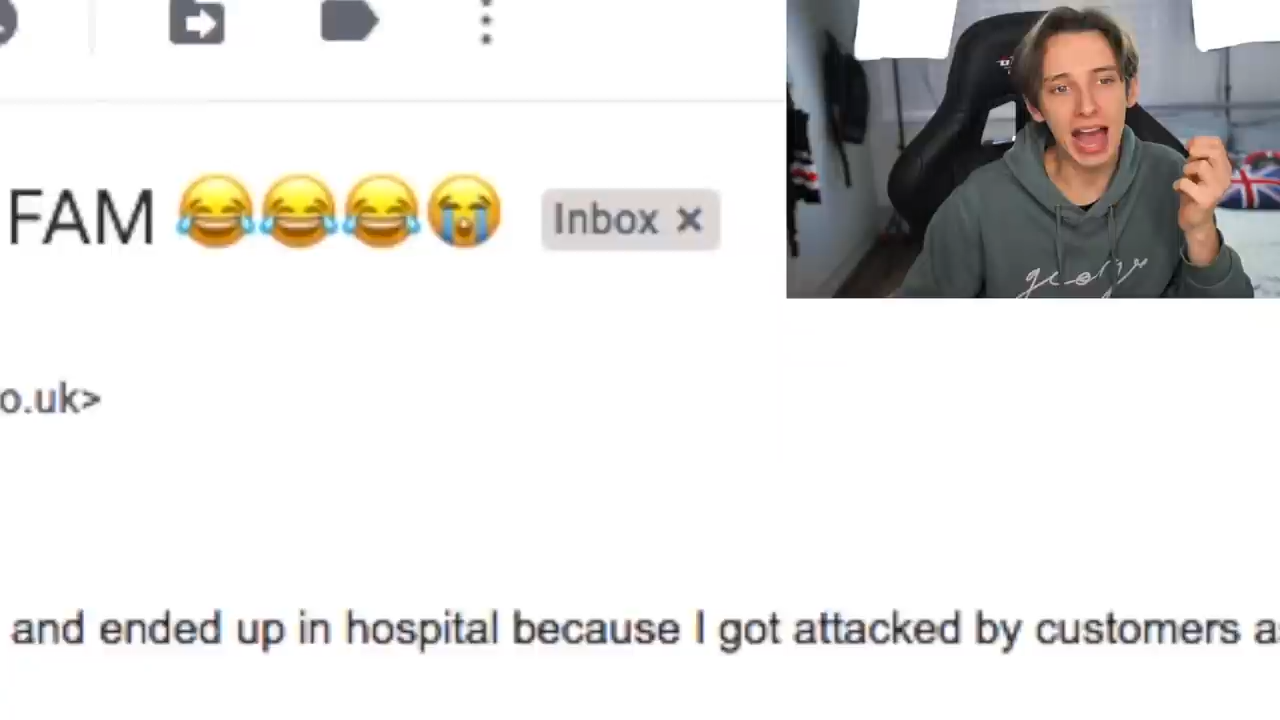 FAM 😂😂😂😭 Inbox ×
o.uk>
and ended up in hospital because I got attacked by customers a